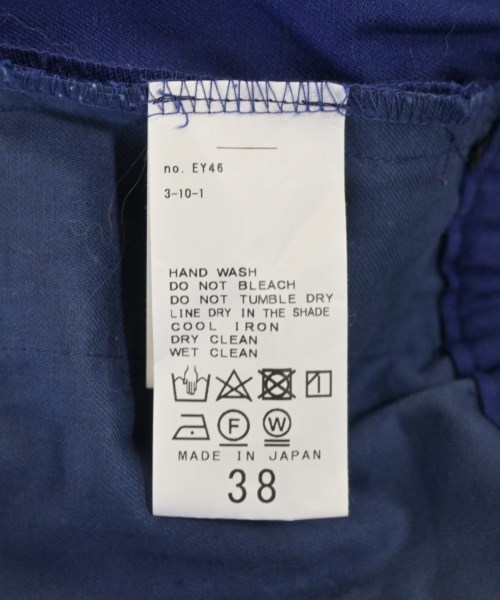 no. EY46
3-10-1
HAND WASH
DO NOT BLEACH
DO NOT TUMBLE DRY
LINE DRY IN THE SHADE
COOL IRON
DRY CLEAN
WET CLEAN
F W
MADE IN JAPAN
38